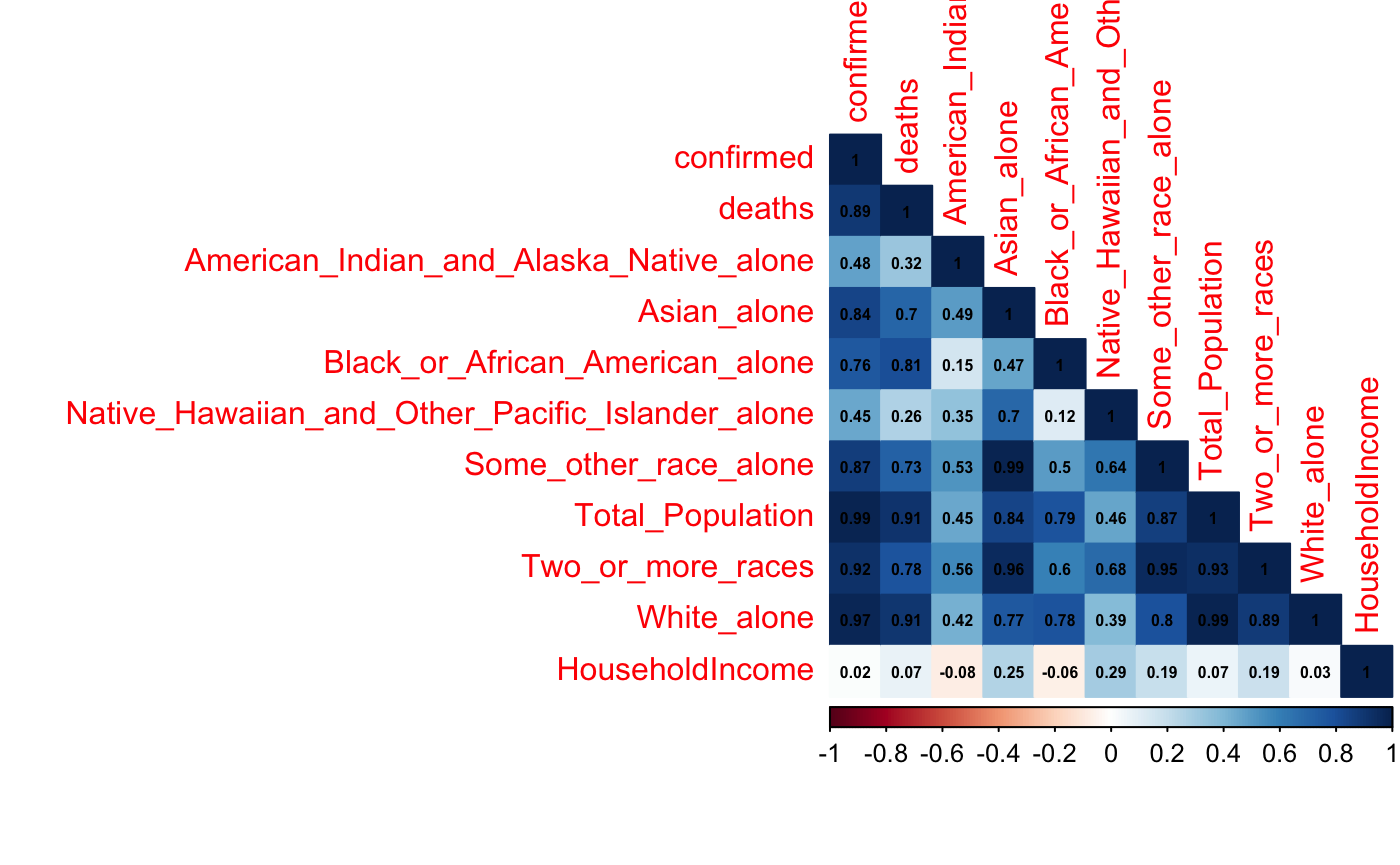 confirme
deaths
American_Indian
Asian_alone
Black_or_African_Ame
Native_Hawaiian_and_Oth
Some_other_race_alone
Total_Population
Two_or_more_races
White_alone
HouseholdIncome
confirmed 1
deaths 0.89 1
American_Indian_and_Alaska_Native_alone 0.48 0.32 1
Asian_alone 0.84 0.7 0.49 1
Black_or_African_American_alone 0.76 0.81 0.15 0.47 1
Native_Hawaiian_and_Other_Pacific_Islander_alone 0.45 0.26 0.35 0.7 0.12 1
Some_other_race_alone 0.87 0.73 0.53 0.99 0.5 0.64 1
Total_Population 0.99 0.91 0.45 0.84 0.79 0.46 0.87 1
Two_or_more_races 0.92 0.78 0.56 0.96 0.6 0.68 0.95 0.93 1
White_alone 0.97 0.91 0.42 0.77 0.78 0.39 0.8 0.99 0.89 1
HouseholdIncome 0.02 0.07 -0.08 0.25 -0.06 0.29 0.19 0.07 0.19 0.03 1
-1 -0.8 -0.6 -0.4 -0.2 0 0.2 0.4 0.6 0.8 1